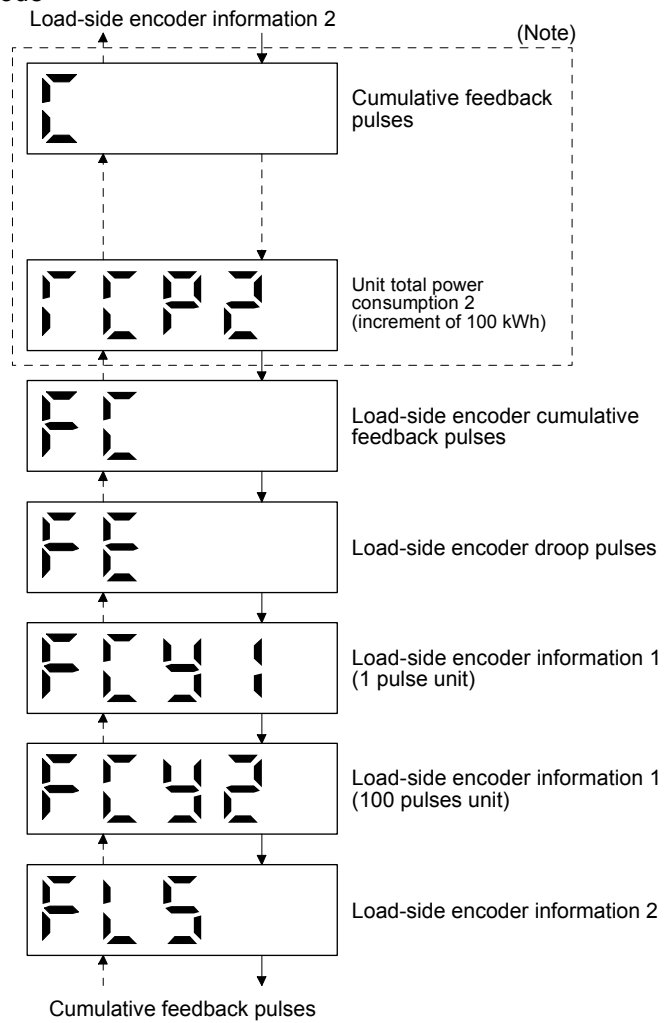 Load-side encoder information 2
(Note)
C
Cumulative feedback
pulses
TCP2
Unit total power
consumption 2
(increment of 100 kWh)
FC
Load-side encoder cumulative
feedback pulses
FE
Load-side encoder droop pulses
FCY1
Load-side encoder information 1
(1 pulse unit)
FCY2
Load-side encoder information 1
(100 pulses unit)
FLS
Load-side encoder information 2
Cumulative feedback pulses